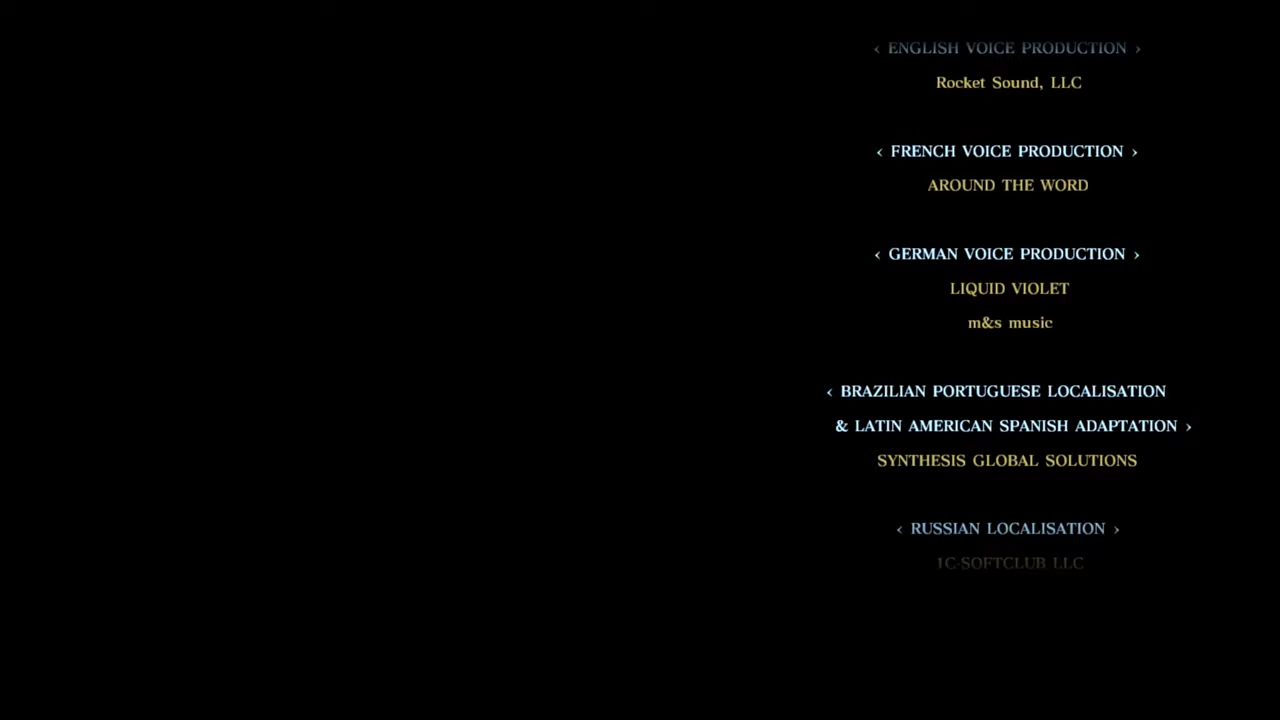 ‹ ENGLISH VOICE PRODUCTION ›
Rocket Sound, LLC
‹ FRENCH VOICE PRODUCTION ›
AROUND THE WORD
‹ GERMAN VOICE PRODUCTION ›
LIQUID VIOLET
m&s music
‹ BRAZILIAN PORTUGUESE LOCALISATION
& LATIN AMERICAN SPANISH ADAPTATION ›
SYNTHESIS GLOBAL SOLUTIONS
‹ RUSSIAN LOCALISATION ›
1C-SOFTCLUB LLC